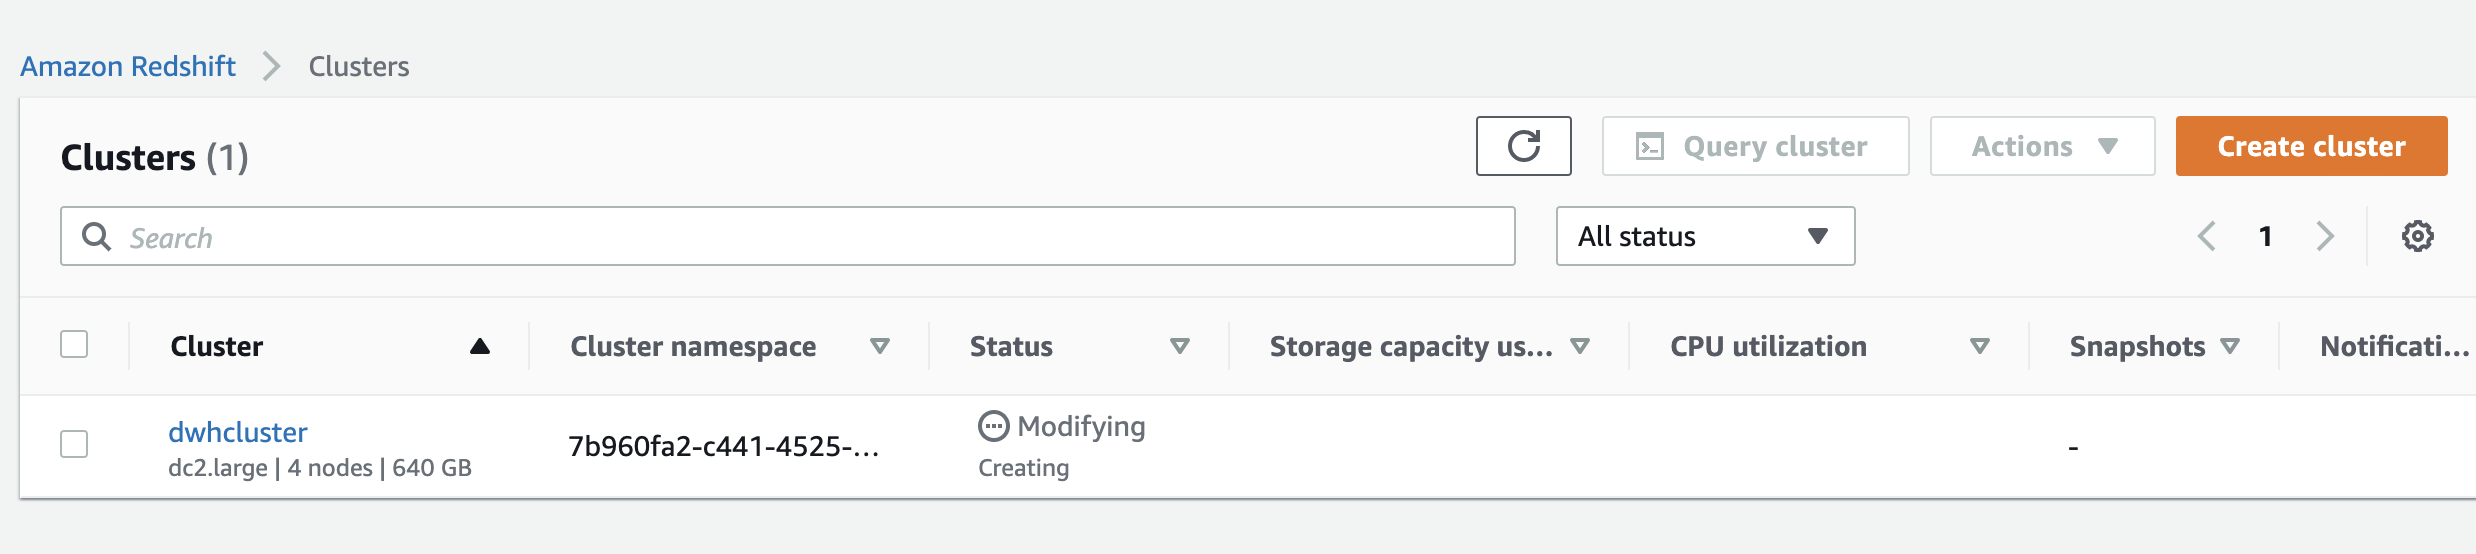 Amazon Redshift > Clusters
Clusters (1)
Query cluster
Actions
Create cluster
Search
All status
1
Cluster
Cluster namespace
Status
Storage capacity us...
CPU utilization
Snapshots
Notificati...
dwhcluster
dc2.large | 4 nodes | 640 GB
7b960fa2-c441-4525-...
Modifying
Creating
-